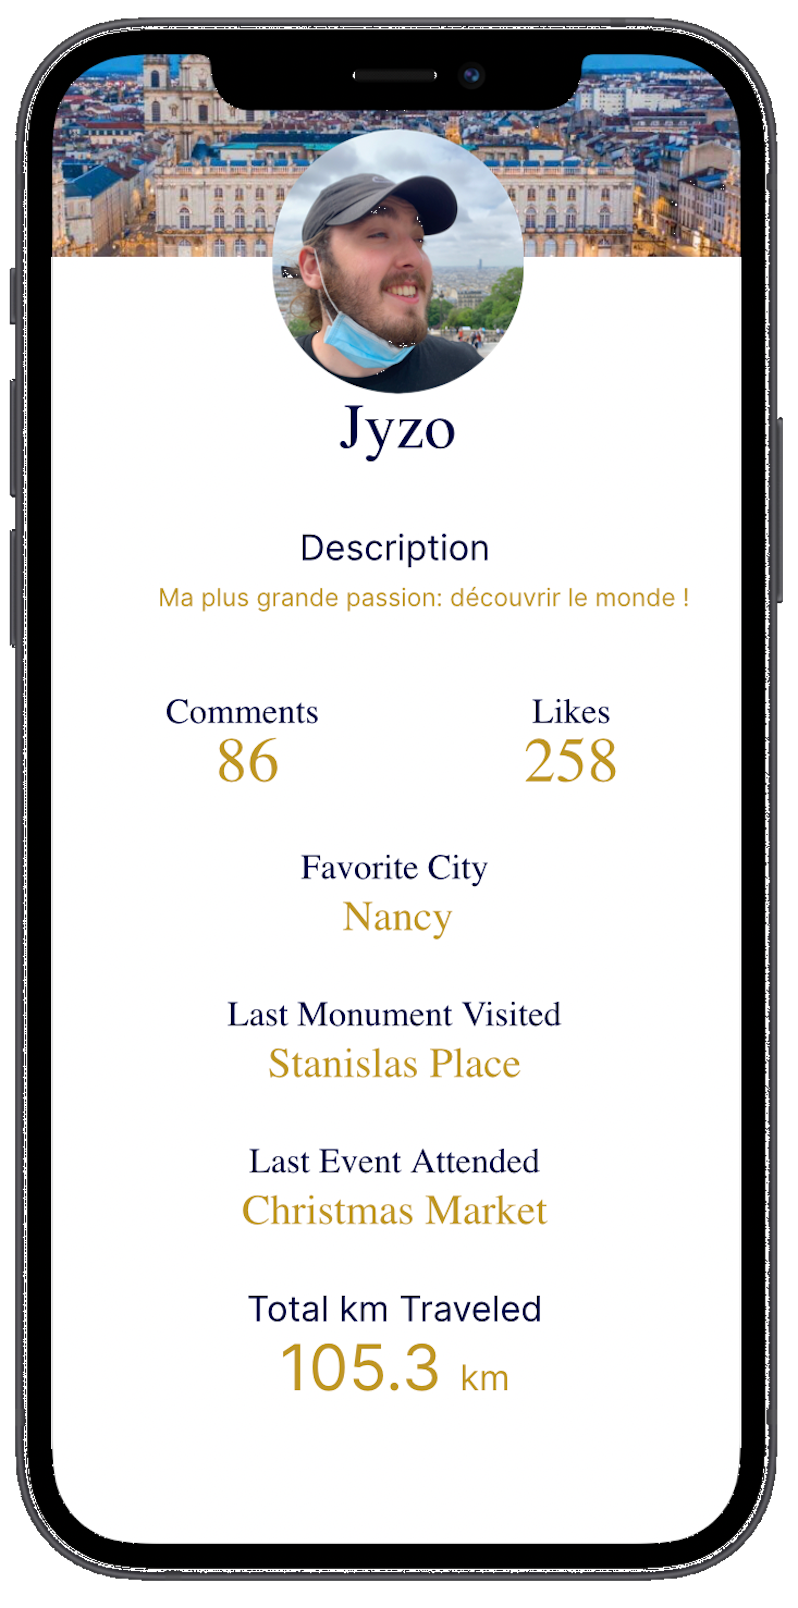 Jyzo
Description
Ma plus grande passion: découvrir le monde !
Comments
Likes
86
258
Favorite City
Nancy
Last Monument Visited
Stanislas Place
Last Event Attended
Christmas Market
Total km Traveled
105.3 km